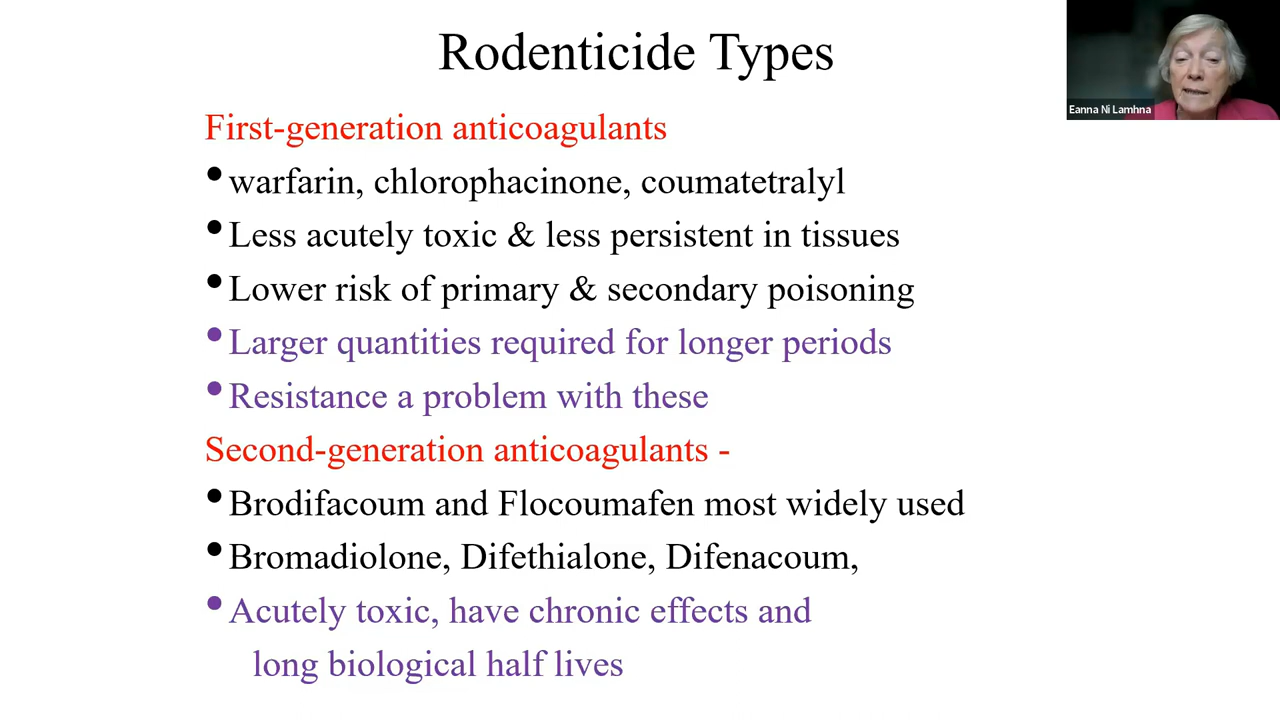 Rodenticide Types
Eanna Ni Lamhna
First-generation anticoagulants
•warfarin, chlorophacinone, coumatetralyl
•Less acutely toxic & less persistent in tissues
•Lower risk of primary & secondary poisoning
•Larger quantities required for longer periods
•Resistance a problem with these
Second-generation anticoagulants -
•Brodifacoum and Flocoumafen most widely used
•Bromadiolone, Difethialone, Difenacoum,
•Acutely toxic, have chronic effects and
long biological half lives